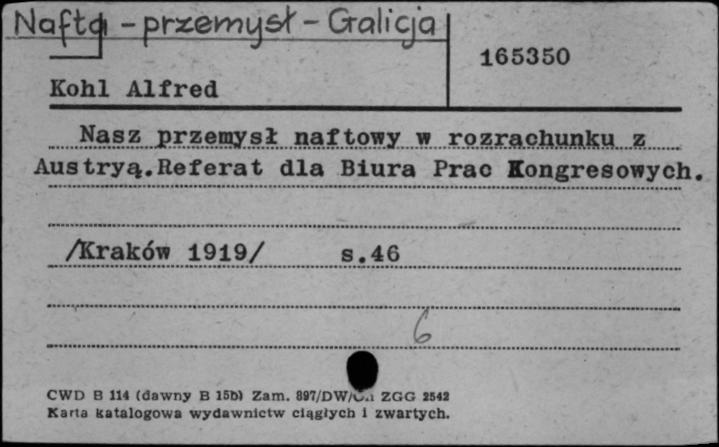 Nafta - przemysł - Galicja
165350
Kohl Alfred
Nasz przemysł naftowy w rozrachunku z
Austryą.Referat dla Biura Prac Kongresowych.
/Kraków 1919/ s.46
6
CWD B 114 (dawny B 15b) Zam. 897/DW/ ZGG 2542
Karta katalogowa wydawnictw ciągłych i zwartych.